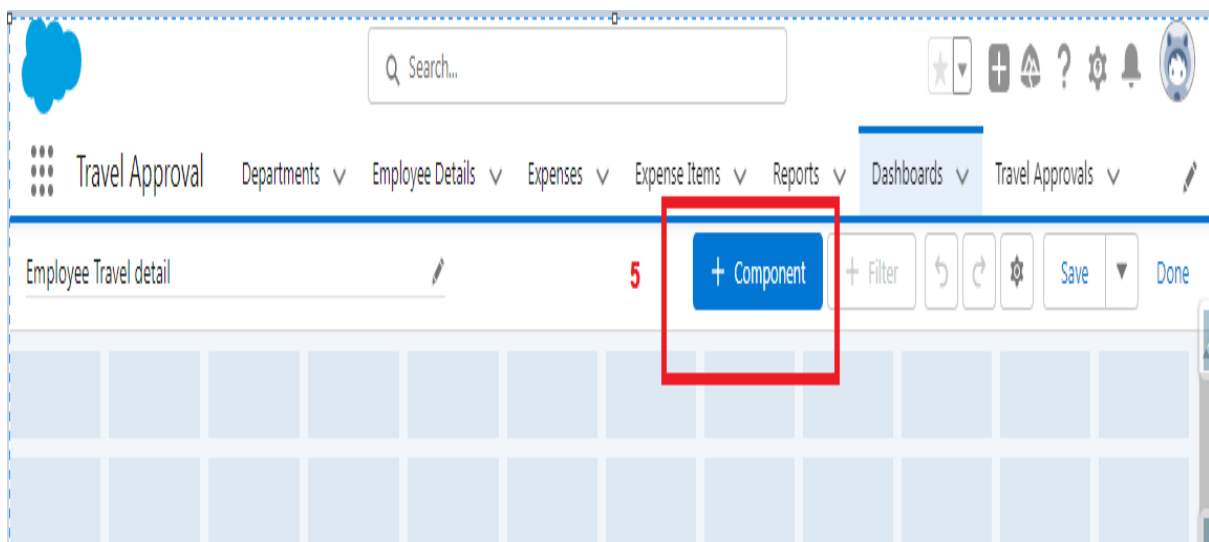 Search...
Travel Approval Departments Employee Details Expenses Expense Items Reports Dashboards Travel Approvals
Employee Travel detail 5 + Component + Filter Save Done